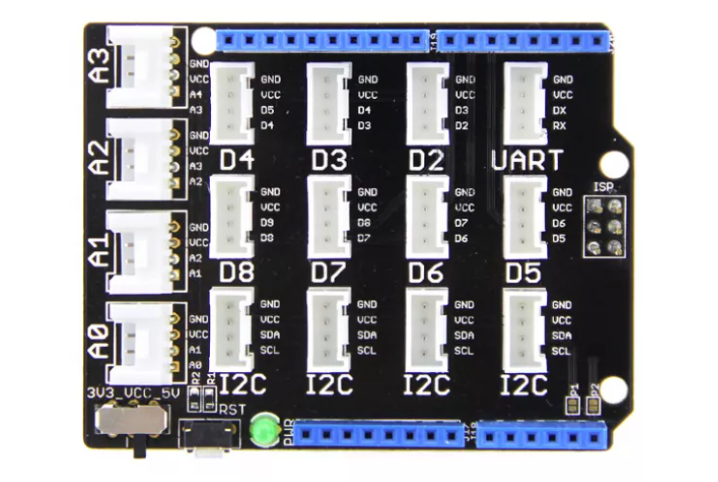 A3
GND
VCC
A4
A3
A2
GND
VCC
A3
A2
A1
GND
VCC
A2
A1
A0
GND
VCC
A1
A0
J19
GND
VCC
D5
D4
D4
GND
VCC
D4
D3
D3
GND
VCC
D3
D2
D2
GND
VCC
DX
RX
UART
ISP
GND
VCC
D9
D8
D8
GND
VCC
D8
D7
D7
GND
VCC
D7
D6
D6
GND
VCC
D6
D5
D5
GND
VCC
SDA
SCL
I2C
GND
VCC
SDA
SCL
I2C
GND
VCC
SDA
SCL
I2C
GND
VCC
SDA
SCL
I2C
3V3_VCC_5V
R2
R1
RST
PWR
J17
J18
P1
P2